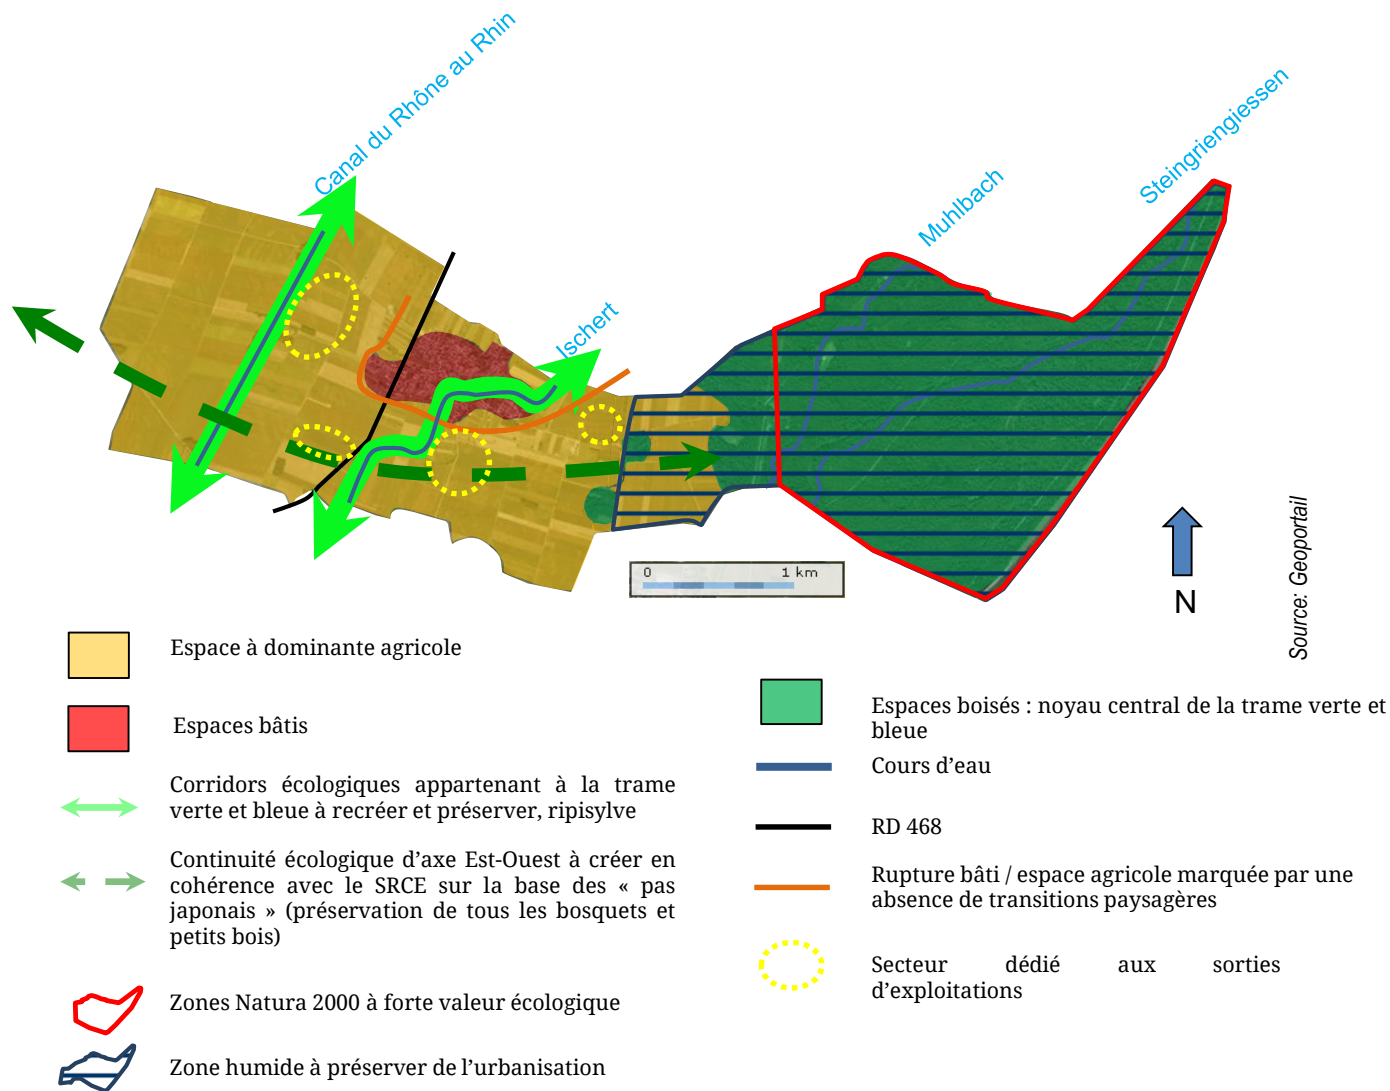 Canal du Rhône au Rhin
Steingriengiessen
Muhlbach
Ischert
0 1 km
N
Source: Geoportail
Espace à dominante agricole
Espaces bâtis
Corridors écologiques appartenant à la trame
verte et bleue à recréer et préserver, ripisylve
Continuité écologique d’axe Est-Ouest à créer en
cohérence avec le SRCE sur la base des « pas
japonais » (préservation de tous les bosquets et
petits bois)
Zones Natura 2000 à forte valeur écologique
Zone humide à préserver de l’urbanisation
Espaces boisés : noyau central de la trame verte et
bleue
Cours d’eau
RD 468
Rupture bâti / espace agricole marquée par une
absence de transitions paysagères
Secteur dédié aux sorties
d’exploitations